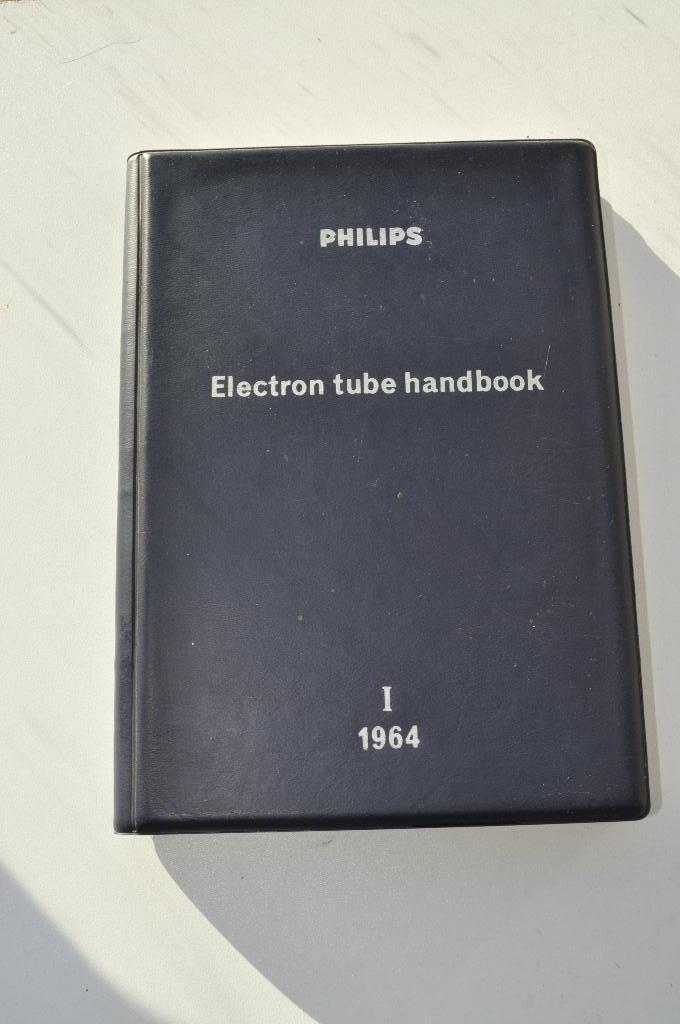 PHILIPS
Electron tube handbook
I
1964